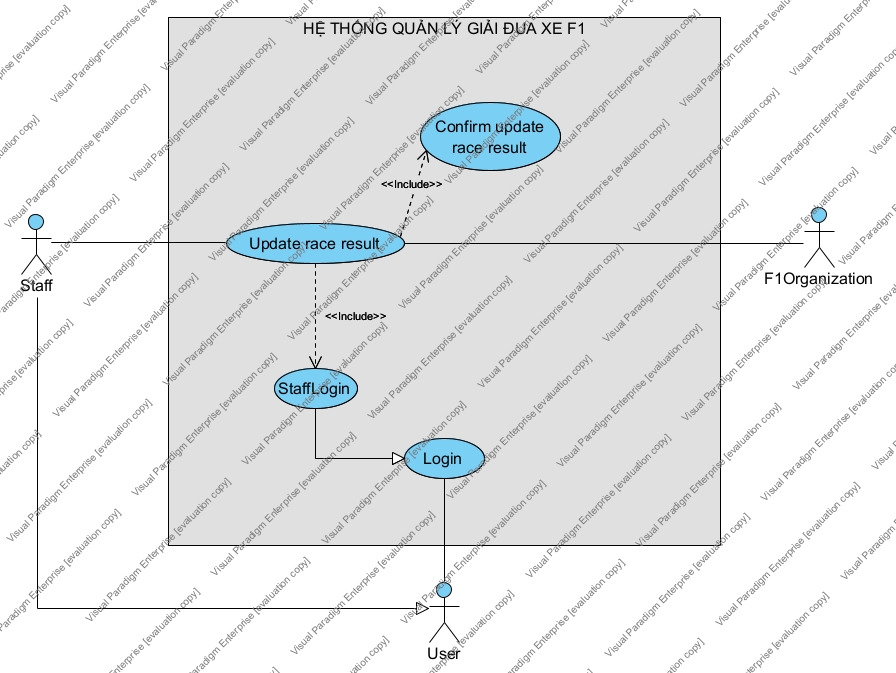 HỆ THỐNG QUẢN LÝ GIẢI ĐUA XE F1
Confirm update
race result
<<Include>>
Update race result
Staff
F1Organization
<<Include>>
StaffLogin
Login
User
Visual Paradigm Enterprise [evaluation copy]